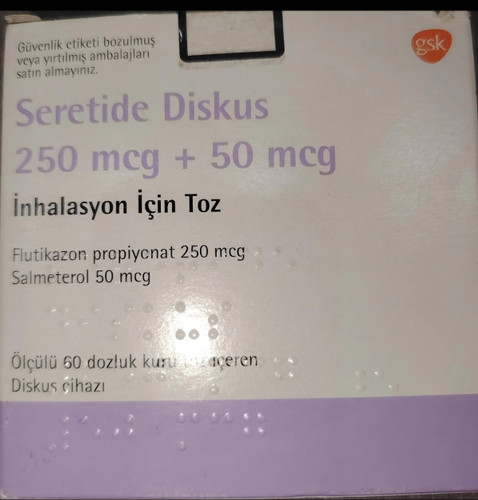 Güvenlik etiketi bozulmuş
veya yırtılmış ambalajları
satın almayınız.
gsk
Seretide Diskus
250 mcg + 50 mcg
İnhalasyon İçin Toz
Flutikazon propiyonat 250 mcg
Salmeterol 50 mcg
Ölçülü 60 dozluk kuru içeren
Diskus cihazı